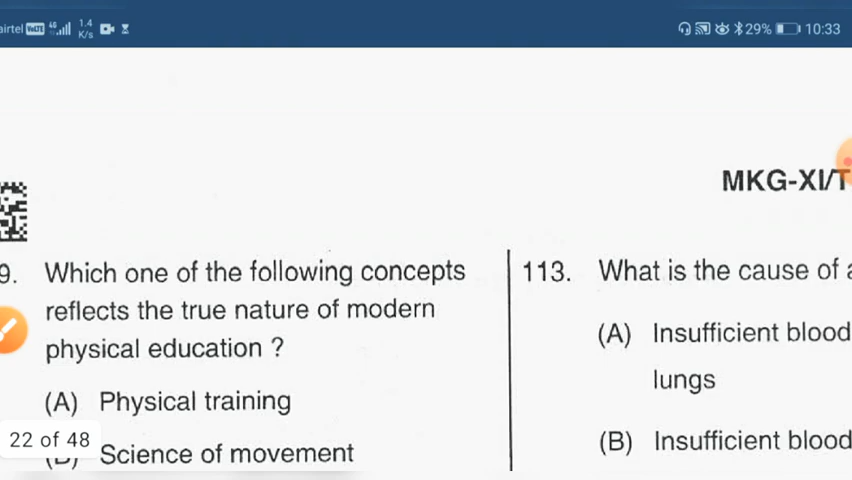 airtel VoLTE 4G 1.4 K/s 29% 10:33
MKG-XI/T
9. Which one of the following concepts
reflects the true nature of modern
physical education ?
(A) Physical training
(B) Science of movement
113. What is the cause of a
(A) Insufficient blood
lungs
(B) Insufficient blood
22 of 48